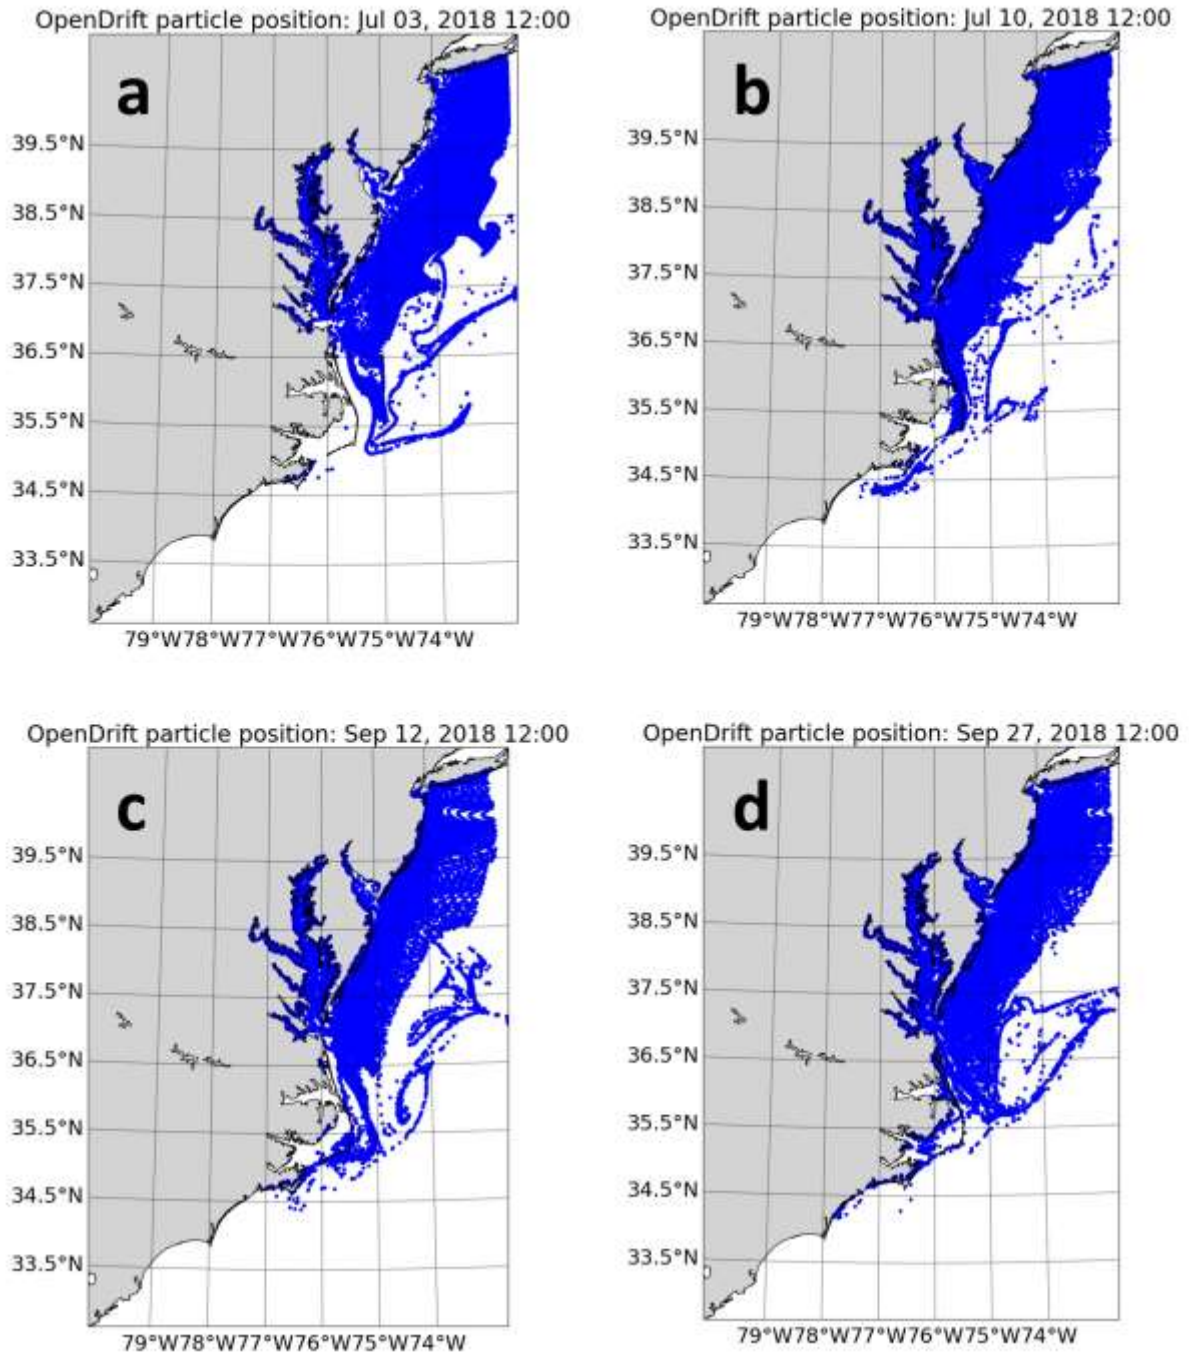 OpenDrift particle position: Jul 03, 2018 12:00
a
39.5°N
38.5°N
37.5°N
36.5°N
35.5°N
34.5°N
33.5°N
79°W78°W77°W76°W75°W74°W
OpenDrift particle position: Jul 10, 2018 12:00
b
39.5°N
38.5°N
37.5°N
36.5°N
35.5°N
34.5°N
33.5°N
79°W78°W77°W76°W75°W74°W
OpenDrift particle position: Sep 12, 2018 12:00
c
39.5°N
38.5°N
37.5°N
36.5°N
35.5°N
34.5°N
33.5°N
79°W78°W77°W76°W75°W74°W
OpenDrift particle position: Sep 27, 2018 12:00
d
39.5°N
38.5°N
37.5°N
36.5°N
35.5°N
34.5°N
33.5°N
79°W78°W77°W76°W75°W74°W